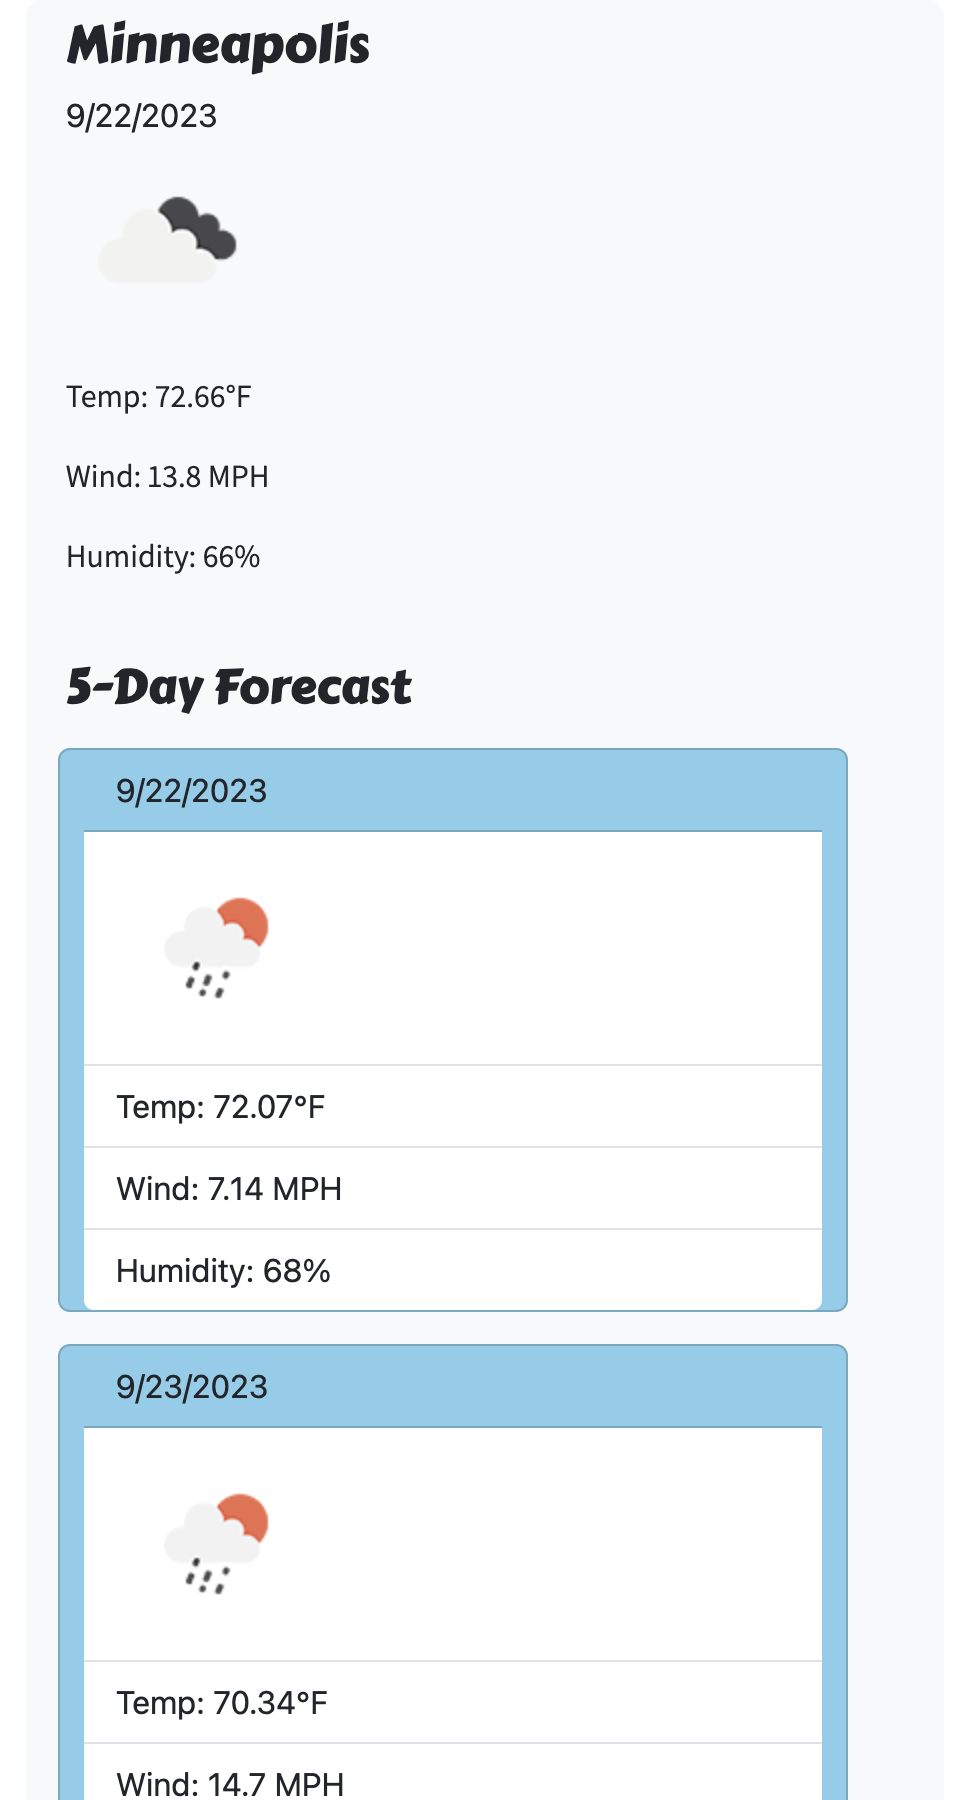 Minneapolis
9/22/2023
Temp: 72.66°F
Wind: 13.8 MPH
Humidity: 66%
5-Day Forecast
9/22/2023
Temp: 72.07°F
Wind: 7.14 MPH
Humidity: 68%
9/23/2023
Temp: 70.34°F
Wind: 14.7 MPH